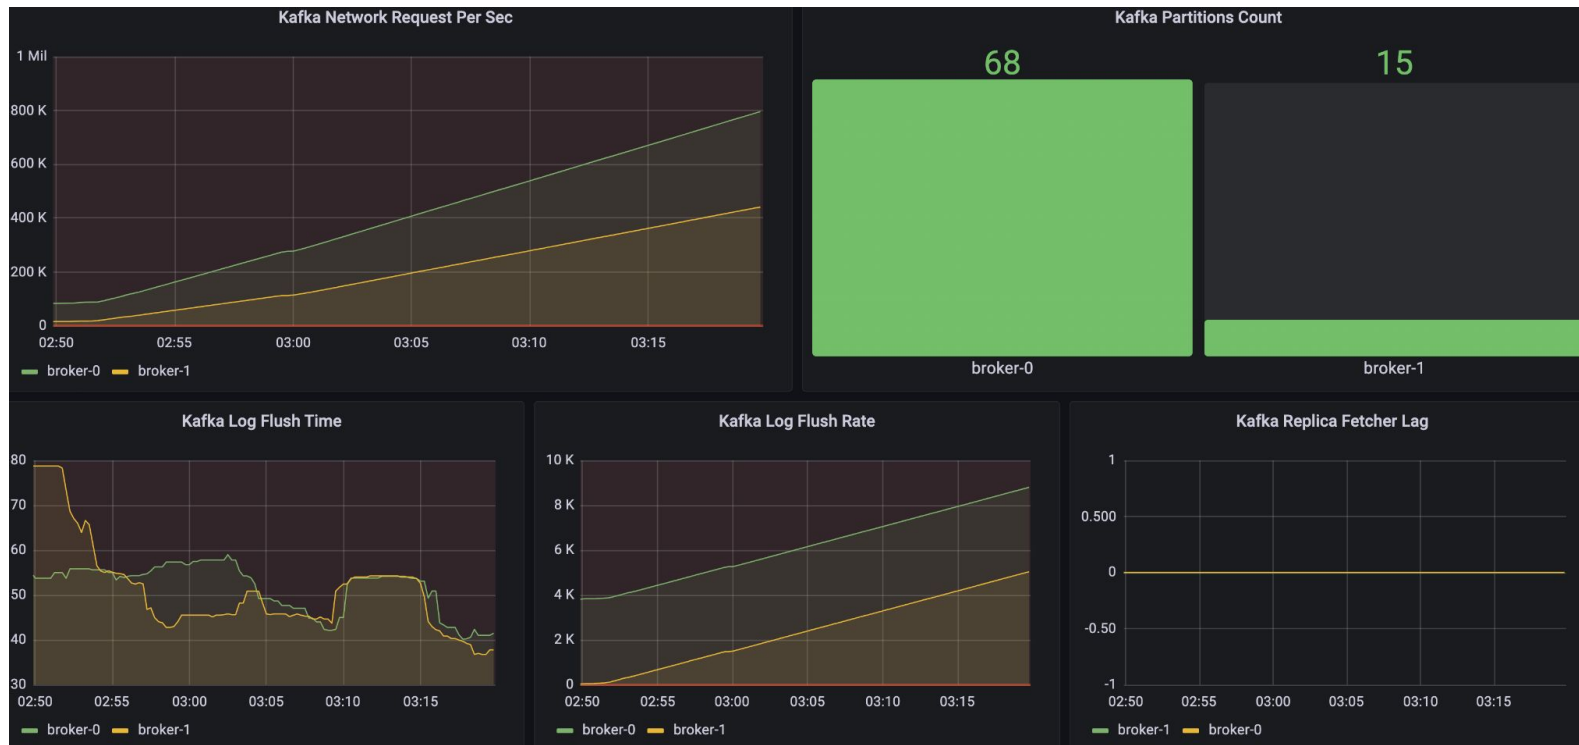 Kafka Network Request Per Sec
1 Mil
800 K
600 K
400 K
200 K
0
02:50 02:55 03:00 03:05 03:10 03:15
broker-0 broker-1
Kafka Partitions Count
68 15
broker-0 broker-1
Kafka Log Flush Time
80
70
60
50
40
30
02:50 02:55 03:00 03:05 03:10 03:15
broker-0 broker-1
Kafka Log Flush Rate
10 K
8 K
6 K
4 K
2 K
0
02:50 02:55 03:00 03:05 03:10 03:15
broker-0 broker-1
Kafka Replica Fetcher Lag
1
0.500
0
-0.50
-1
02:50 02:55 03:00 03:05 03:10 03:15
broker-1 broker-0